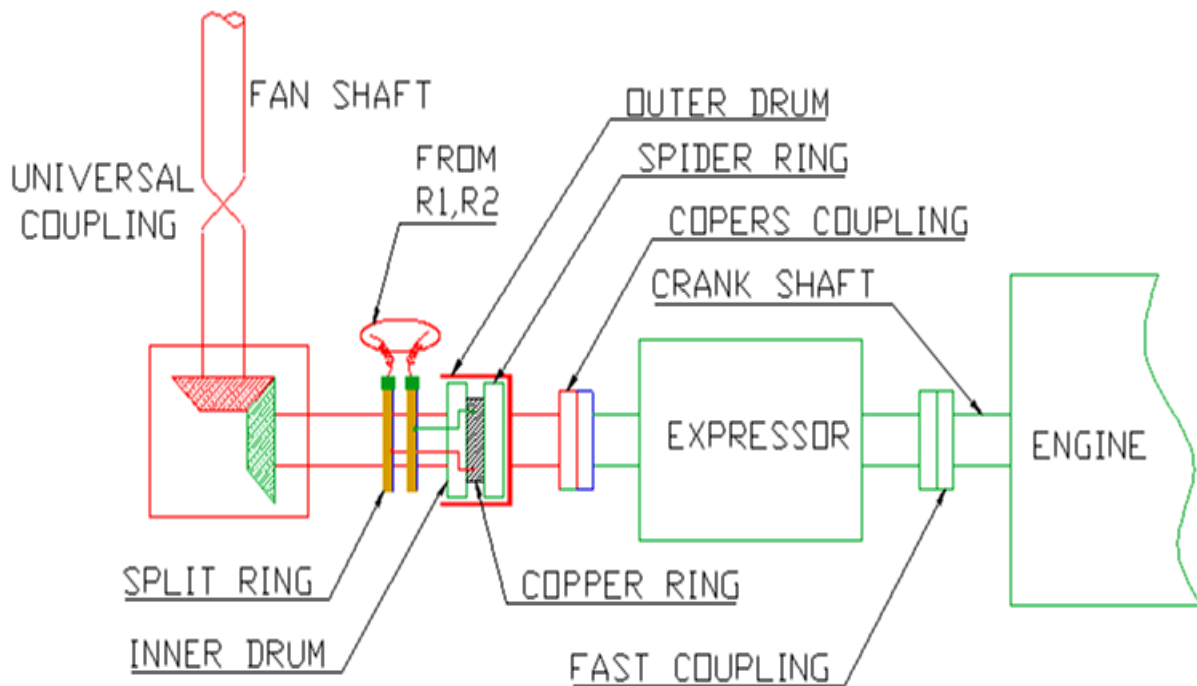 FAN SHAFT
UNIVERSAL
COUPLING
FROM
R1,R2
OUTER DRUM
SPIDER RING
COPERS COUPLING
CRANK SHAFT
EXPRESSOR
ENGINE
SPLIT RING
INNER DRUM
COPPER RING
FAST COUPLING